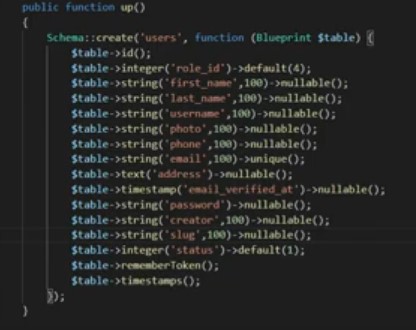 public function up()
{
Schema::create('users', function (Blueprint $table) {
$table->id();
$table->integer('role_id')->default(4);
$table->string('first_name',100)->nullable();
$table->string('last_name',100)->nullable();
$table->string('username',100)->nullable();
$table->string('photo',100)->nullable();
$table->string('phone',100)->nullable();
$table->string('email',100)->unique();
$table->text('address')->nullable();
$table->timestamp('email_verified_at')->nullable();
$table->string('password')->nullable();
$table->string('creator',100)->nullable();
$table->string('slug',100)->nullable();
$table->integer('status')->default(1);
$table->rememberToken();
$table->timestamps();
});
}